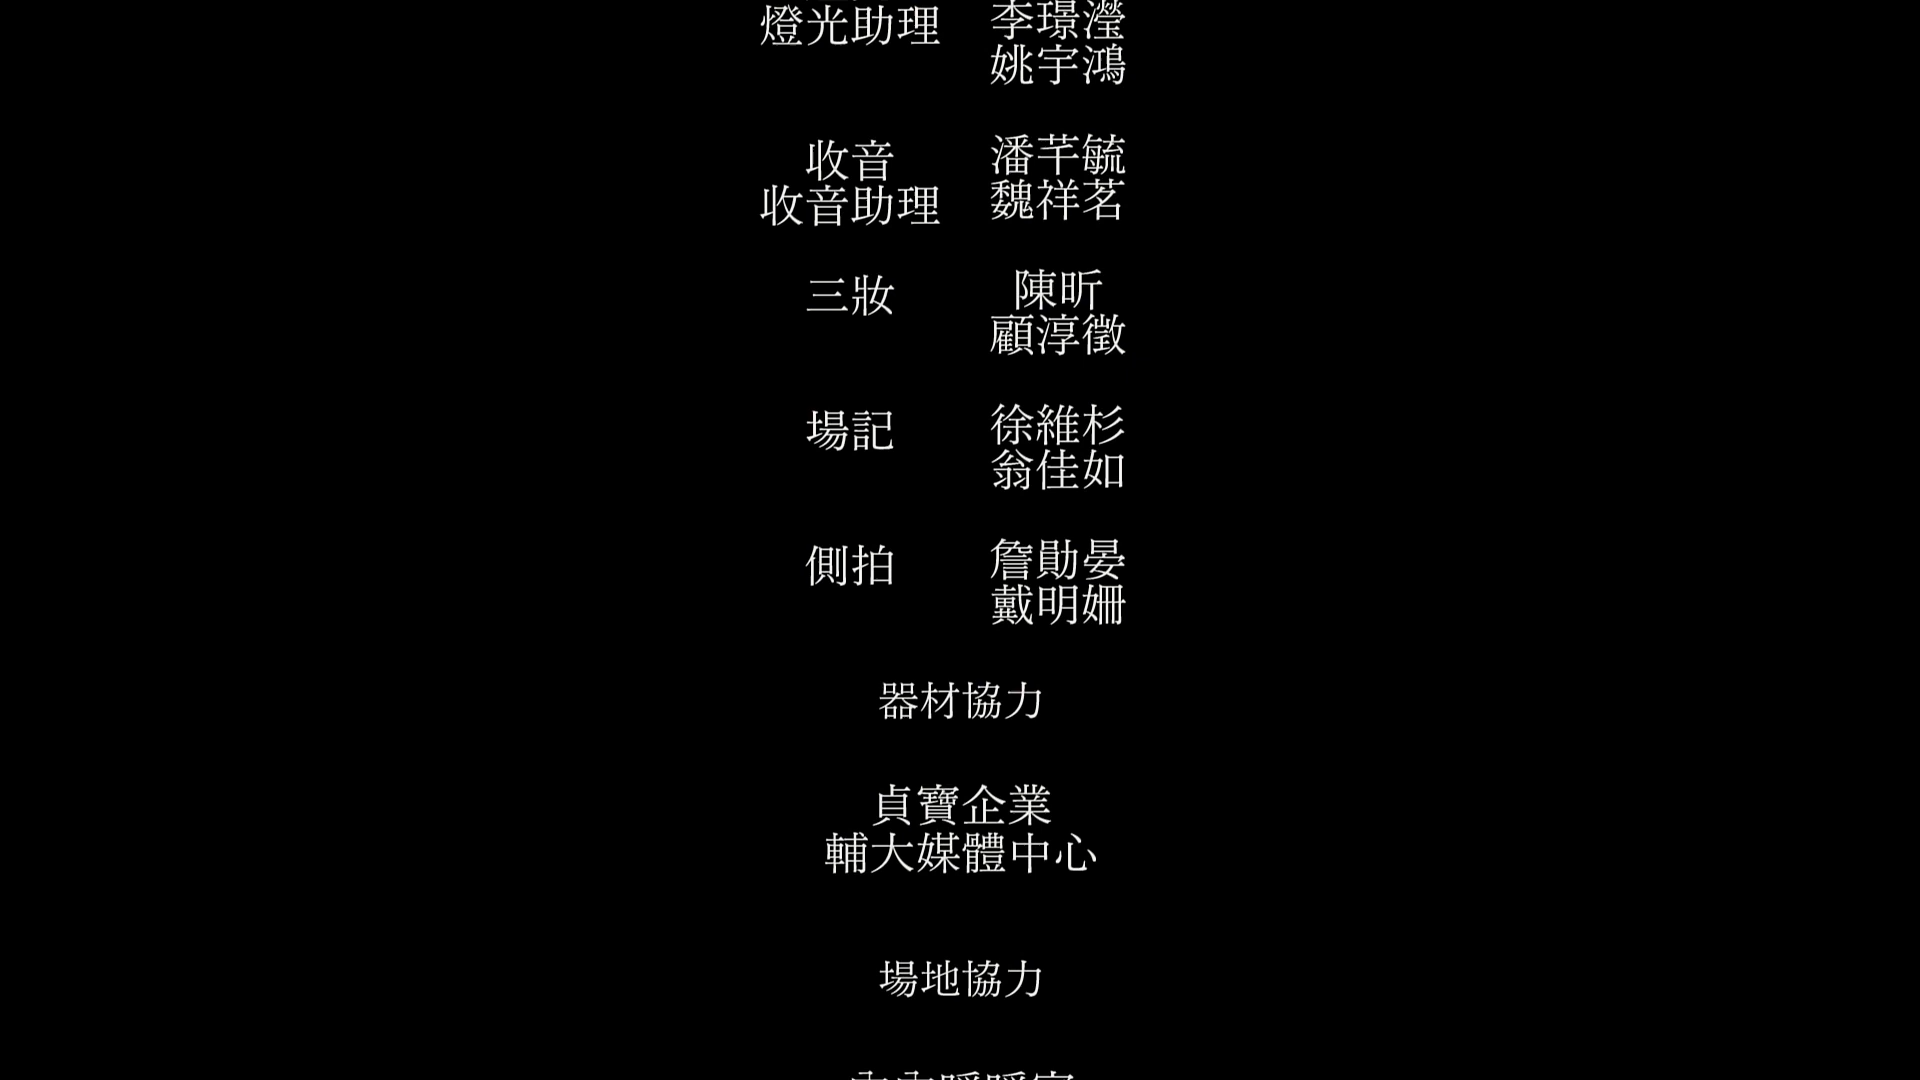 燈光助理 李璟瀅
姚宇鴻
收音 潘芊毓
收音助理 魏祥茗
三妝 陳昕
顧淳徵
場記 徐維杉
翁佳如
側拍 詹勛晏
戴明姍
器材協力
貞寶企業
輔大媒體中心
場地協力